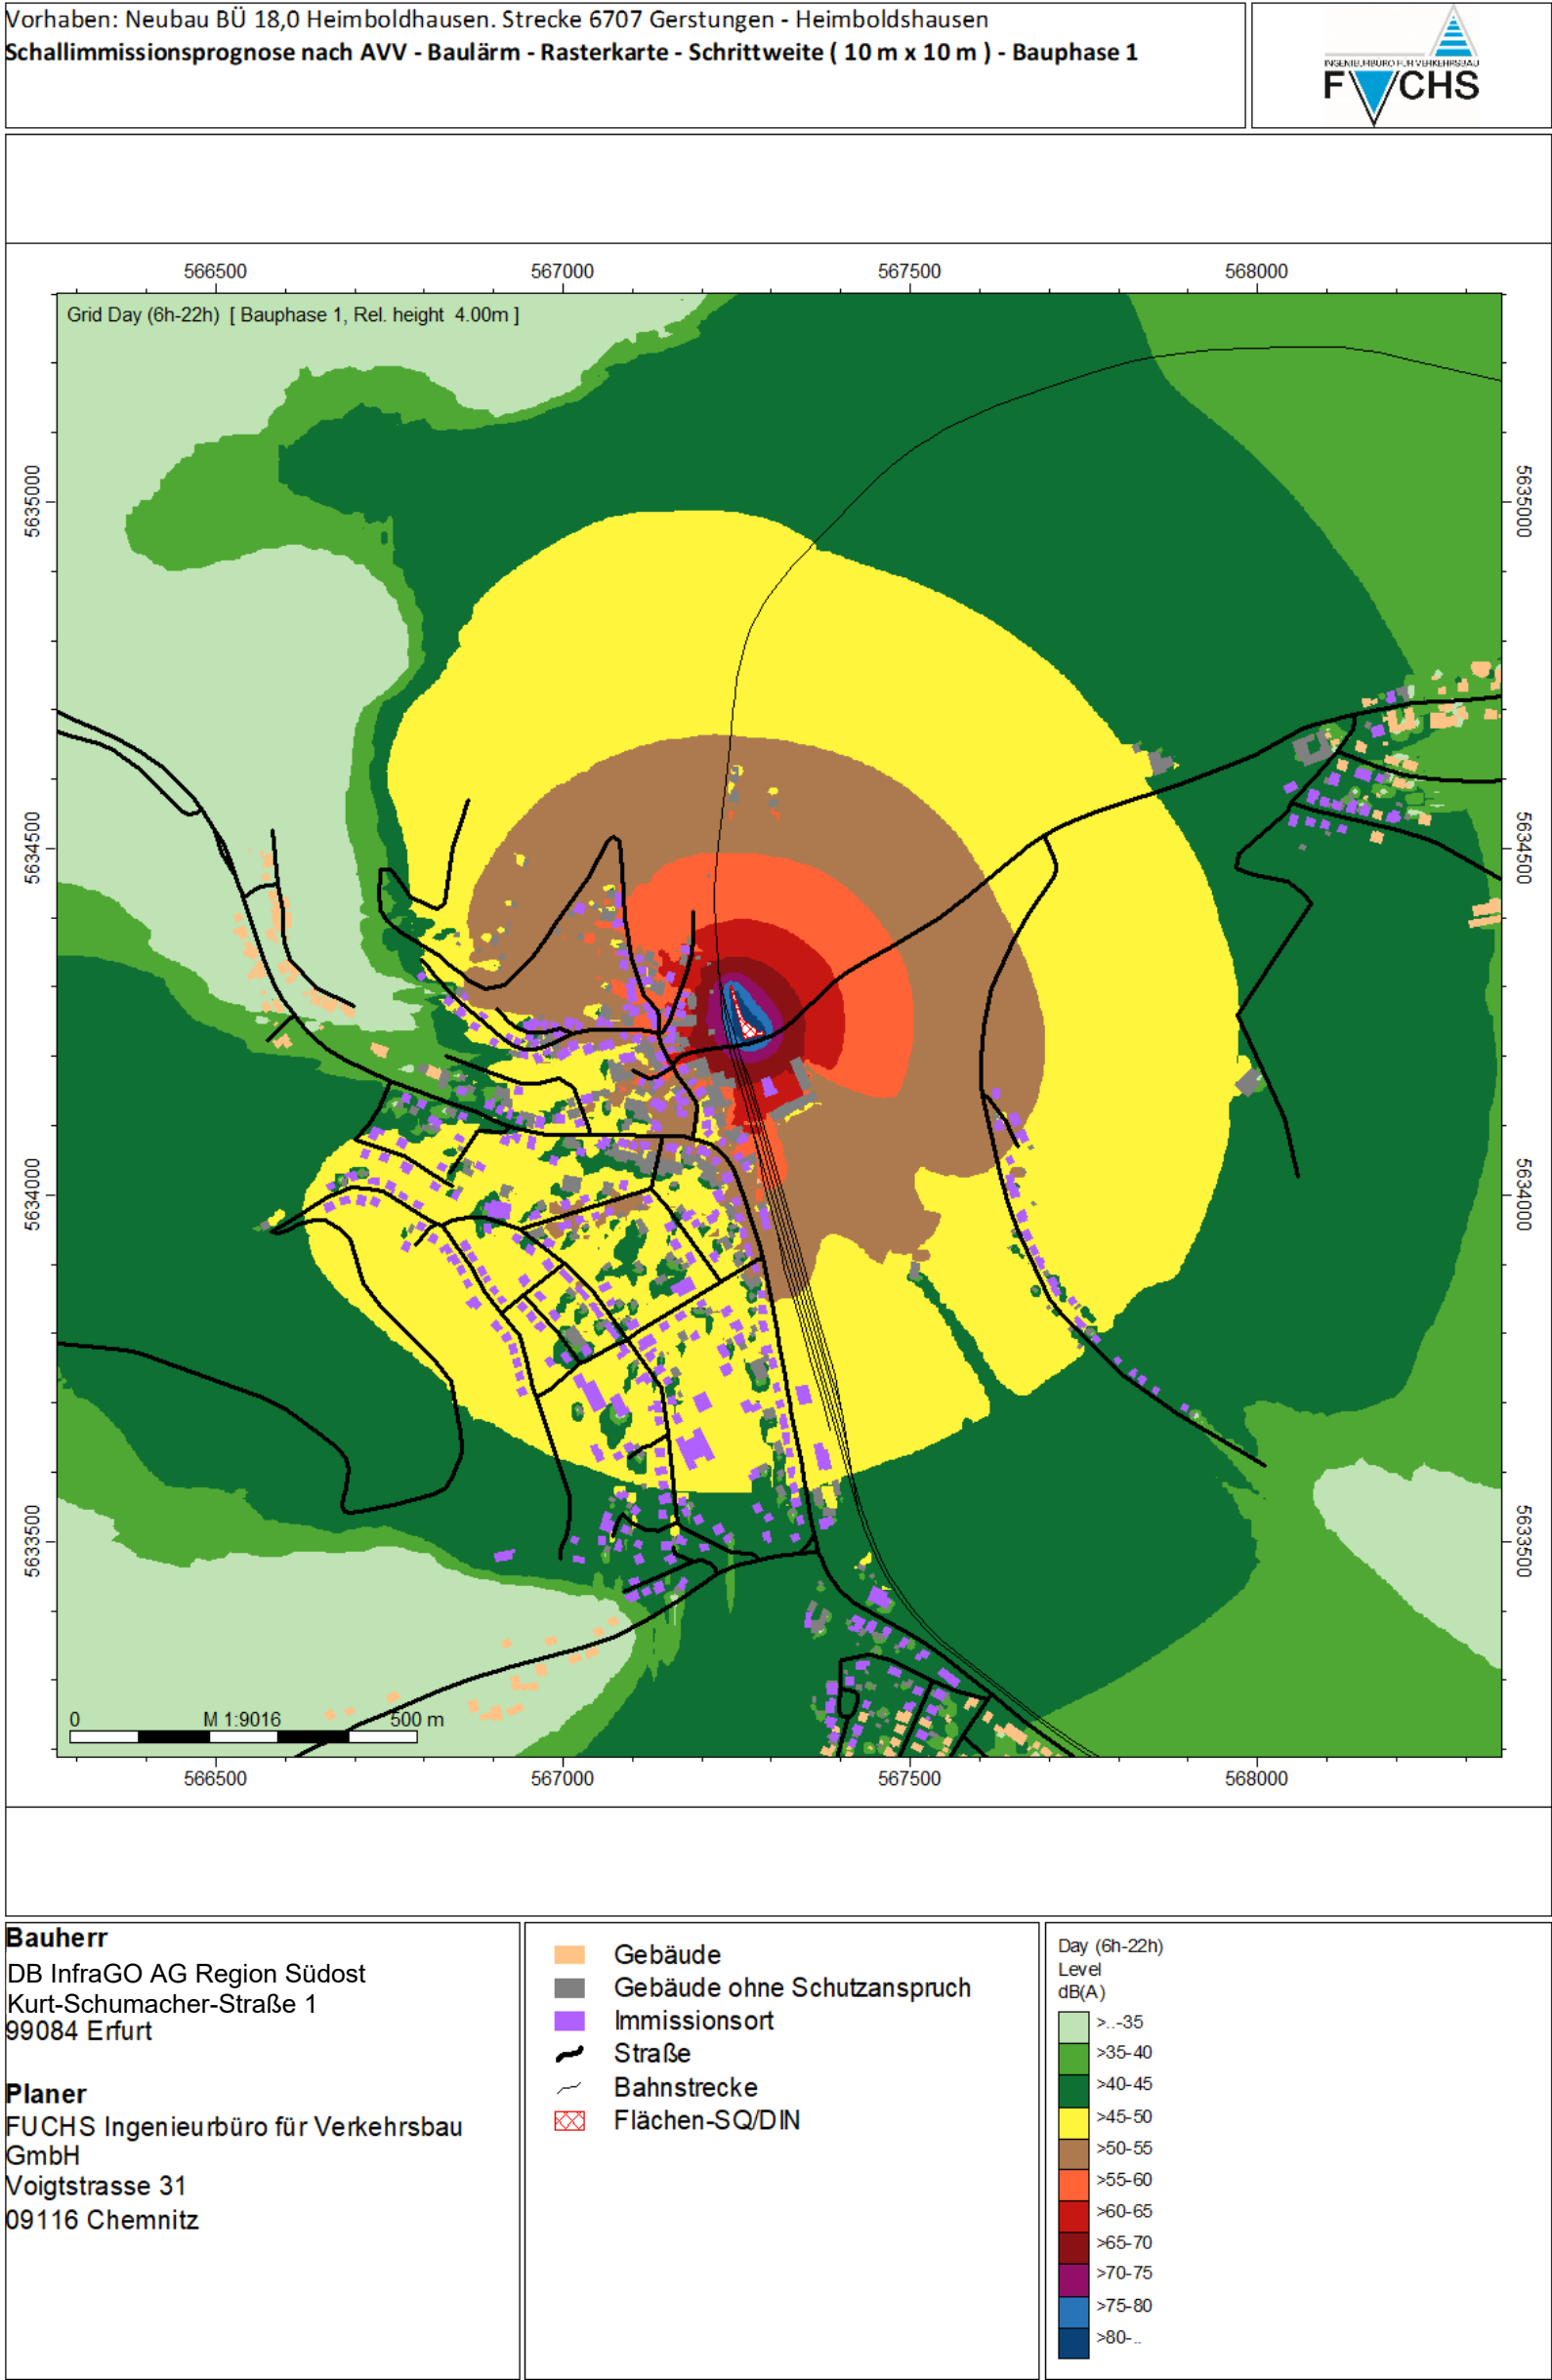 Vorhaben: Neubau BÜ 18,0 Heimboldhausen. Strecke 6707 Gerstungen - Heimboldshausen
Schallimmissionsprognose nach AVV - Baulärm - Rasterkarte - Schrittweite ( 10 m x 10 m ) - Bauphase 1
INGENIEURBÜRO FÜR VERKEHRSBAU
FUCHS
566500 567000 567500 568000
Grid Day (6h-22h) [ Bauphase 1, Rel. height 4.00m ]
5635000 5635000
5634500 5634500
5634000 5634000
5633500 5633500
0 M 1:9016 500 m
566500 567000 567500 568000
Bauherr
DB InfraGO AG Region Südost
Kurt-Schumacher-Straße 1
99084 Erfurt
Planer
FUCHS Ingenieurbüro für Verkehrsbau
GmbH
Voigtstrasse 31
09116 Chemnitz
Gebäude
Gebäude ohne Schutzanspruch
Immissionsort
Straße
Bahnstrecke
Flächen-SQ/DIN
Day (6h-22h)
Level
dB(A)
>..-35
>35-40
>40-45
>45-50
>50-55
>55-60
>60-65
>65-70
>70-75
>75-80
>80-..